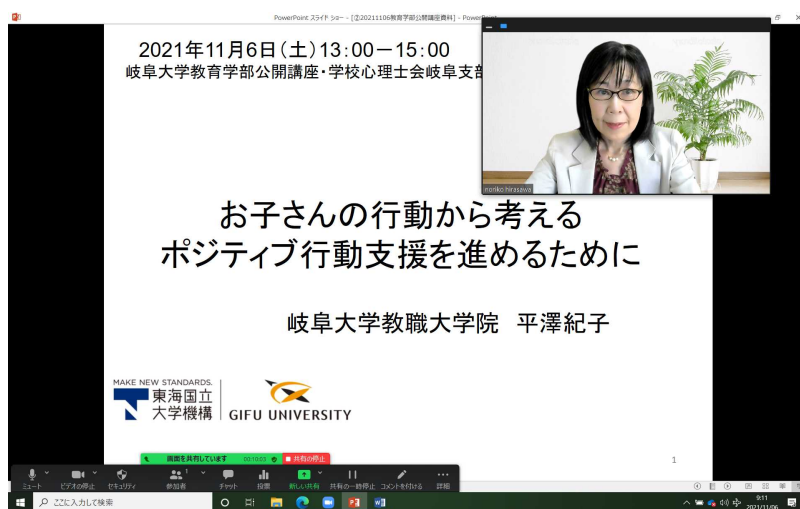 PowerPoint スライド ショー - [②20211106教育学部公開講座資料] - PowerPoint
2021年11月6日(土)13:00－15:00
岐阜大学教育学部公開講座・学校心理士会岐阜支部
noriko hirasawa
お子さんの行動から考える
ポジティブ行動支援を進めるために
岐阜大学教職大学院 平澤紀子
MAKE NEW STANDARDS.
東海国立
大学機構
GIFU UNIVERSITY
1
画面を共有しています 00:10:03 共有の停止
1
ミュート ビデオの停止 セキュリティ 参加者 チャット 投票 新しい共有 共有の一時停止 コメントを付ける 詳細
ここに入力して検索
中 9:11
2021/11/06